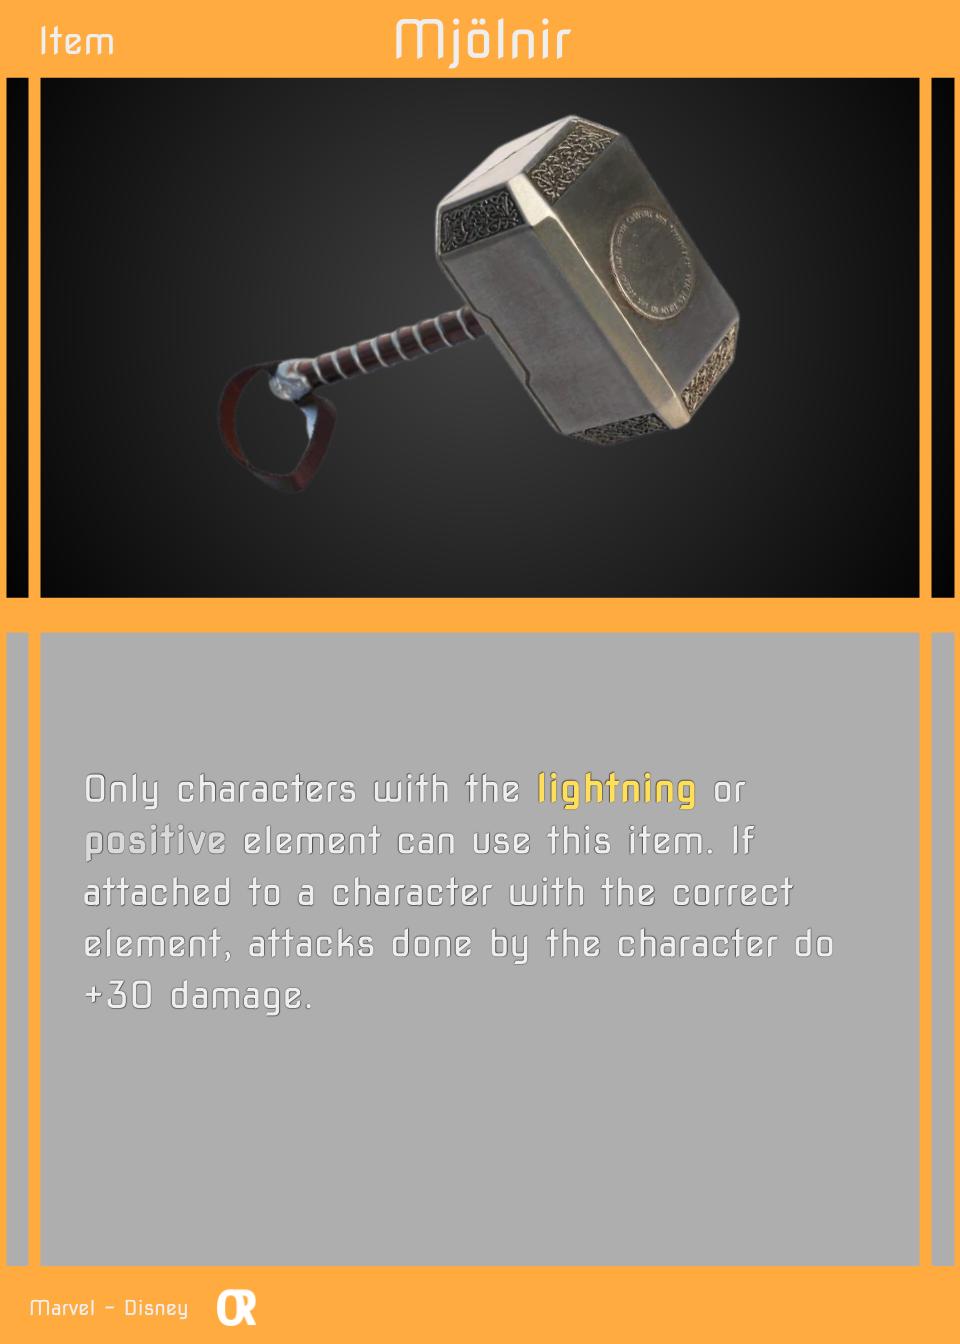 Item
Mjölnir
Only characters with the lightning or
positive element can use this item. If
attached to a character with the correct
element, attacks done by the character do
+30 damage.
Marvel - Disney OR